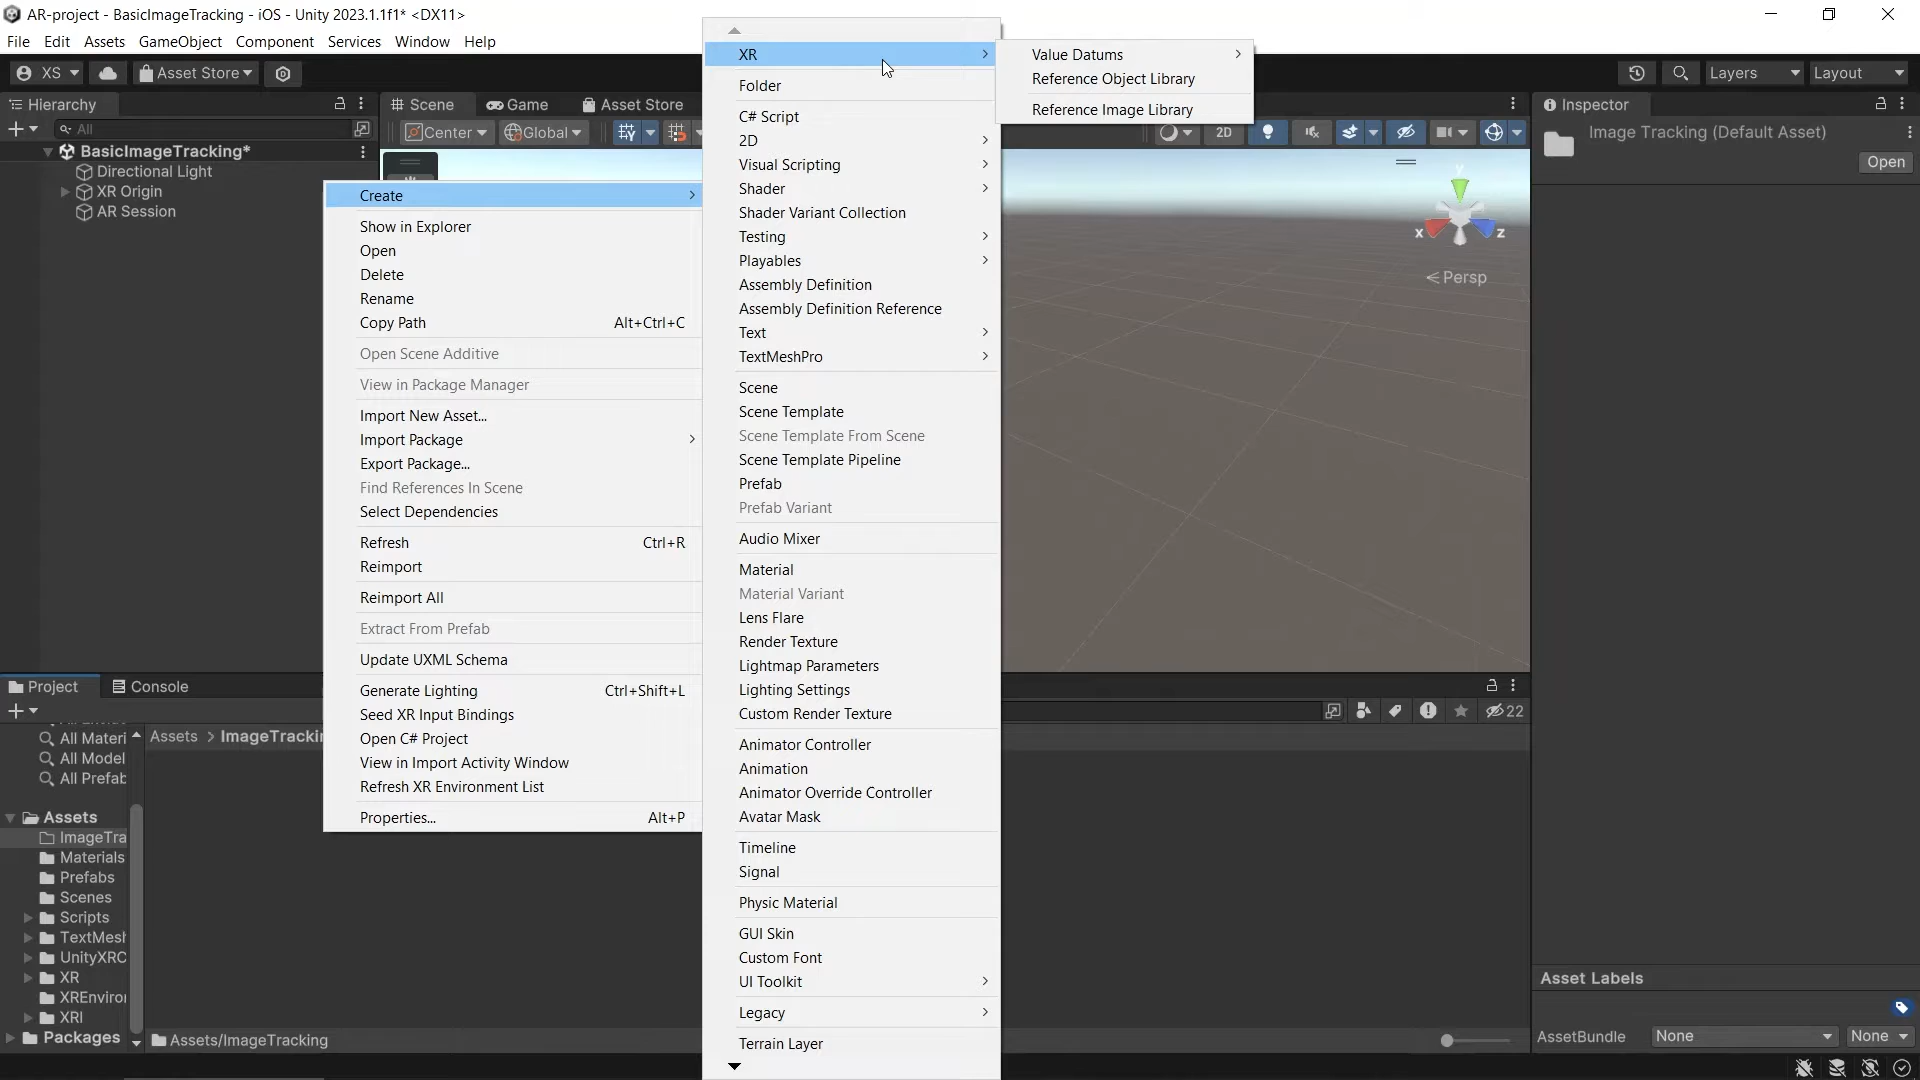 AR-project - BasicImageTracking - iOS - Unity 2023.1.1f1* <DX11>
File Edit Assets GameObject Component Services Window Help
XS Asset Store Layers Layout
Hierarchy
All
BasicImageTracking*
Directional Light
XR Origin
AR Session
Scene Game Asset Store
Center Global 2D
x z
Persp
Create
Show in Explorer
Open
Delete
Rename
Copy Path Alt+Ctrl+C
Open Scene Additive
View in Package Manager
Import New Asset...
Import Package
Export Package...
Find References In Scene
Select Dependencies
Refresh Ctrl+R
Reimport
Reimport All
Extract From Prefab
Update UXML Schema
Generate Lighting Ctrl+Shift+L
Seed XR Input Bindings
Open C# Project
View in Import Activity Window
Refresh XR Environment List
Properties... Alt+P
XR
Folder
C# Script
2D
Visual Scripting
Shader
Shader Variant Collection
Testing
Playables
Assembly Definition
Assembly Definition Reference
Text
TextMeshPro
Scene
Scene Template
Scene Template From Scene
Scene Template Pipeline
Prefab
Prefab Variant
Audio Mixer
Material
Material Variant
Lens Flare
Render Texture
Lightmap Parameters
Lighting Settings
Custom Render Texture
Animator Controller
Animation
Animator Override Controller
Avatar Mask
Timeline
Signal
Physic Material
GUI Skin
Custom Font
UI Toolkit
Legacy
Terrain Layer
Value Datums
Reference Object Library
Reference Image Library
Inspector
Image Tracking (Default Asset)
Open
Asset Labels
AssetBundle None None
Project Console
22
All Materi
All Model
All Prefab
Assets
ImageTra
Materials
Prefabs
Scenes
Scripts
TextMesh
UnityXRC
XR
XREnviron
XRI
Packages
Assets > ImageTrackin
Assets/ImageTracking